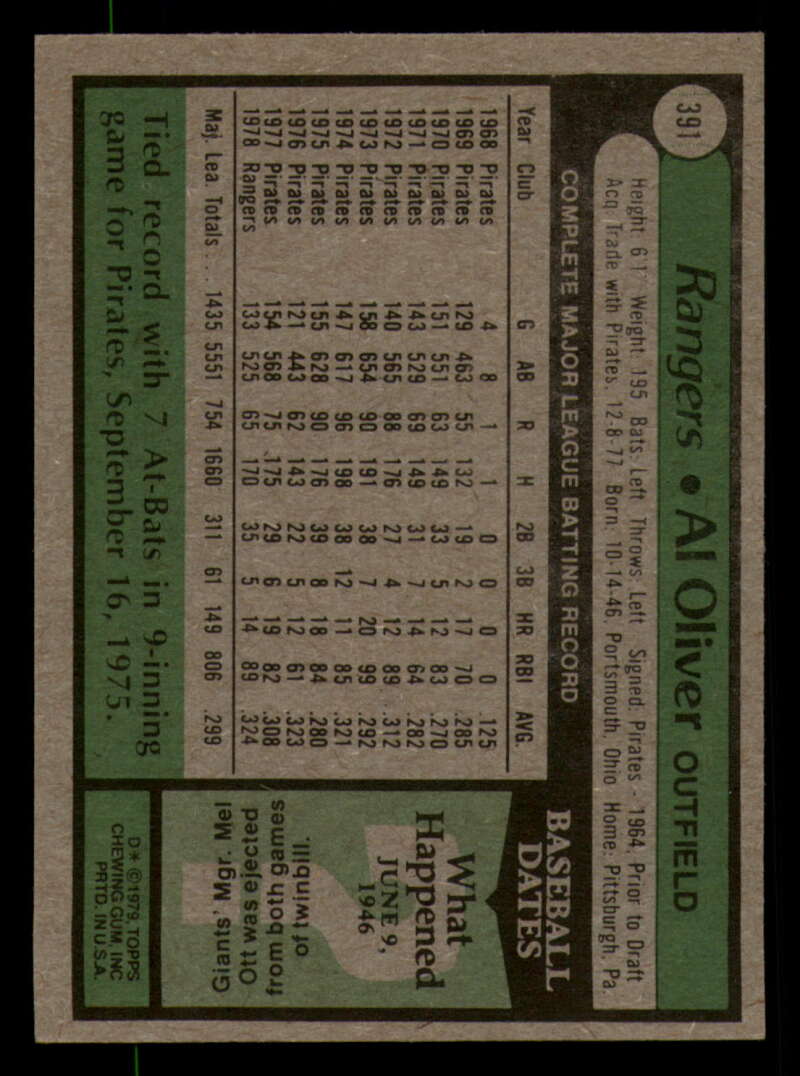 391
Rangers • Al Oliver OUTFIELD
Height: 6'1" Weight: 195 Bats: Left Throws: Left Signed: Pirates - 1964, Prior to Draft
Acq: Trade with Pirates, 12-8-77 Born: 10-14-46, Portsmouth, Ohio Home: Pittsburgh, Pa.
COMPLETE MAJOR LEAGUE BATTING RECORD
Year Club G AB R H 2B 3B HR RBI AVG.
1968 Pirates 4 8 1 1 0 0 0 0 .125
1969 Pirates 129 463 55 132 19 2 17 70 .285
1970 Pirates 151 551 63 149 33 5 12 83 .270
1971 Pirates 143 529 69 149 31 7 14 64 .282
1972 Pirates 140 565 88 176 27 4 12 89 .312
1973 Pirates 158 654 90 191 38 7 20 99 .292
1974 Pirates 147 617 96 198 38 12 11 85 .321
1975 Pirates 155 628 90 176 39 8 18 84 .280
1976 Pirates 121 443 62 143 22 5 12 61 .323
1977 Pirates 154 568 75 175 29 6 19 82 .308
1978 Rangers 133 525 65 170 35 5 14 89 .324
Maj. Lea. Totals . . . 1435 5551 754 1660 311 61 149 806 .299
Tied record with 7 At-Bats in 9-inning
game for Pirates, September 16, 1975.
BASEBALL
DATES
What
Happened
JUNE 9,
1946
Giants' Mgr. Mel
Ott was ejected
from both games
of twinbill.
D* ©1979, TOPPS
CHEWING GUM, INC
PRTD. IN U.S.A.